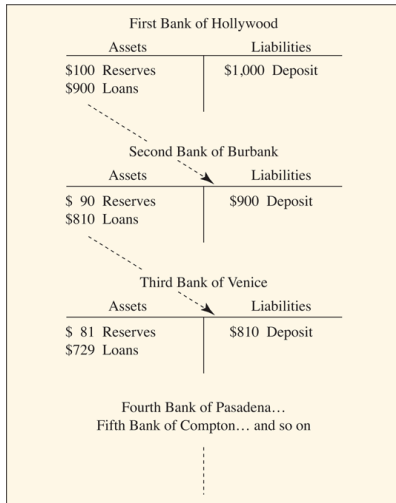 First Bank of Hollywood
Assets Liabilities
$100 Reserves $1,000 Deposit
$900 Loans
Second Bank of Burbank
Assets Liabilities
$ 90 Reserves $900 Deposit
$810 Loans
Third Bank of Venice
Assets Liabilities
$ 81 Reserves $810 Deposit
$729 Loans
Fourth Bank of Pasadena…
Fifth Bank of Compton… and so on